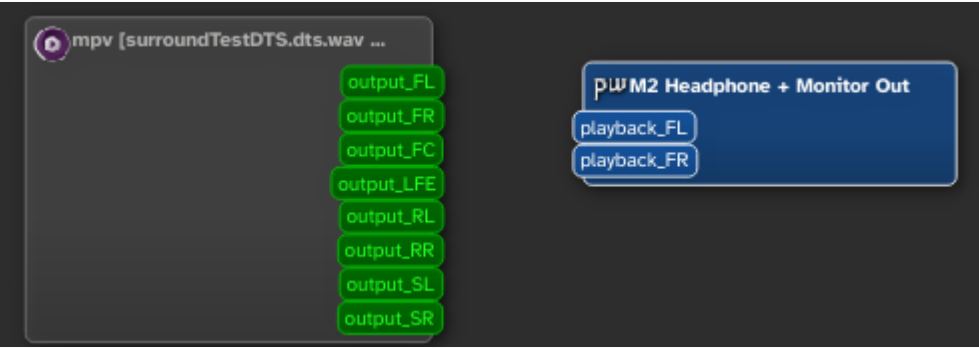 mpv [surroundTestDTS.dts.wav ...
output_FL
output_FR
output_FC
output_LFE
output_RL
output_RR
output_SL
output_SR
pw M2 Headphone + Monitor Out
playback_FL
playback_FR